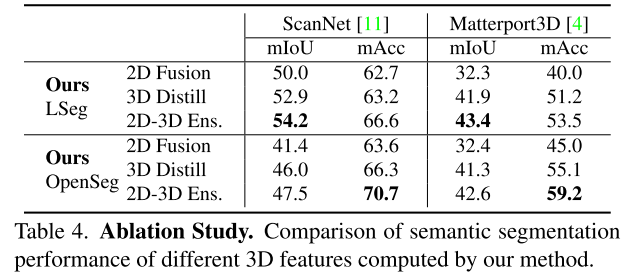 ScanNet [11] Matterport3D [4]
mIoU mAcc mIoU mAcc
Ours LSeg 2D Fusion 50.0 62.7 32.3 40.0
3D Distill 52.9 63.2 41.9 51.2
2D-3D Ens. 54.2 66.6 43.4 53.5
Ours OpenSeg 2D Fusion 41.4 63.6 32.4 45.0
3D Distill 46.0 66.3 41.3 55.1
2D-3D Ens. 47.5 70.7 42.6 59.2
Table 4. Ablation Study. Comparison of semantic segmentation
performance of different 3D features computed by our method.